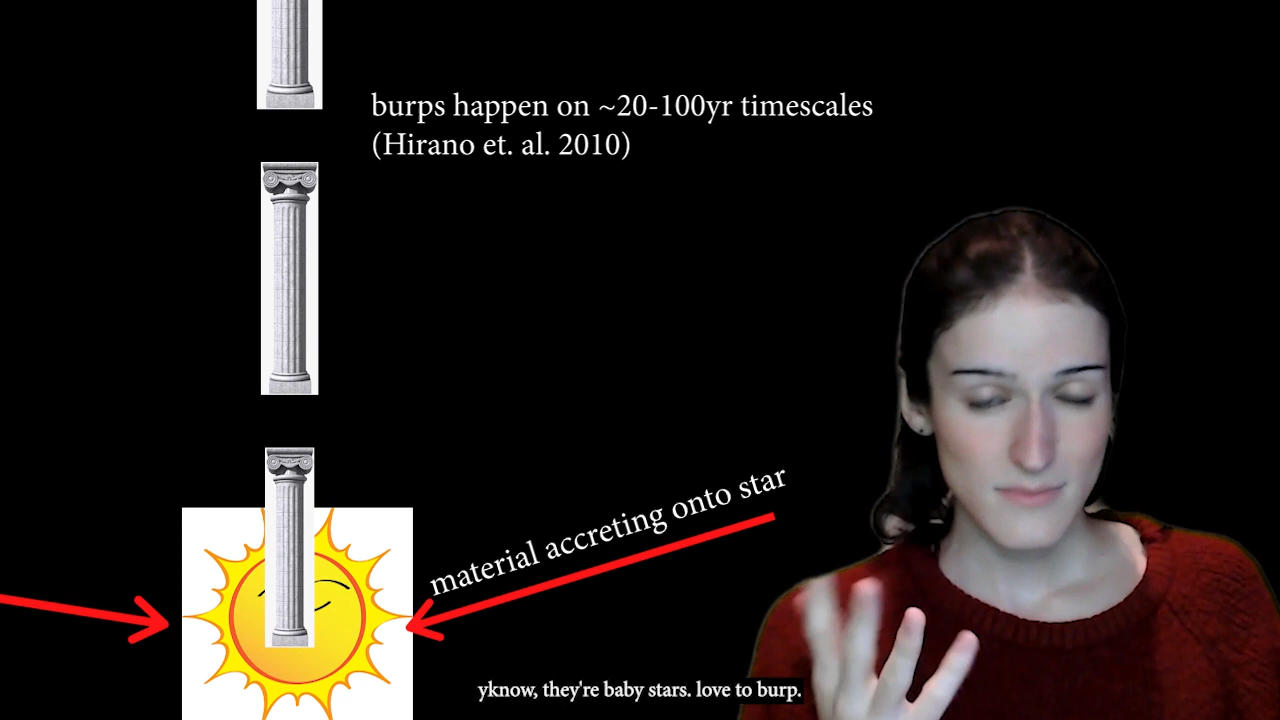 burps happen on ~20-100yr timescales
(Hirano et. al. 2010)
material accreting onto star
yknow, they're baby stars. love to burp.